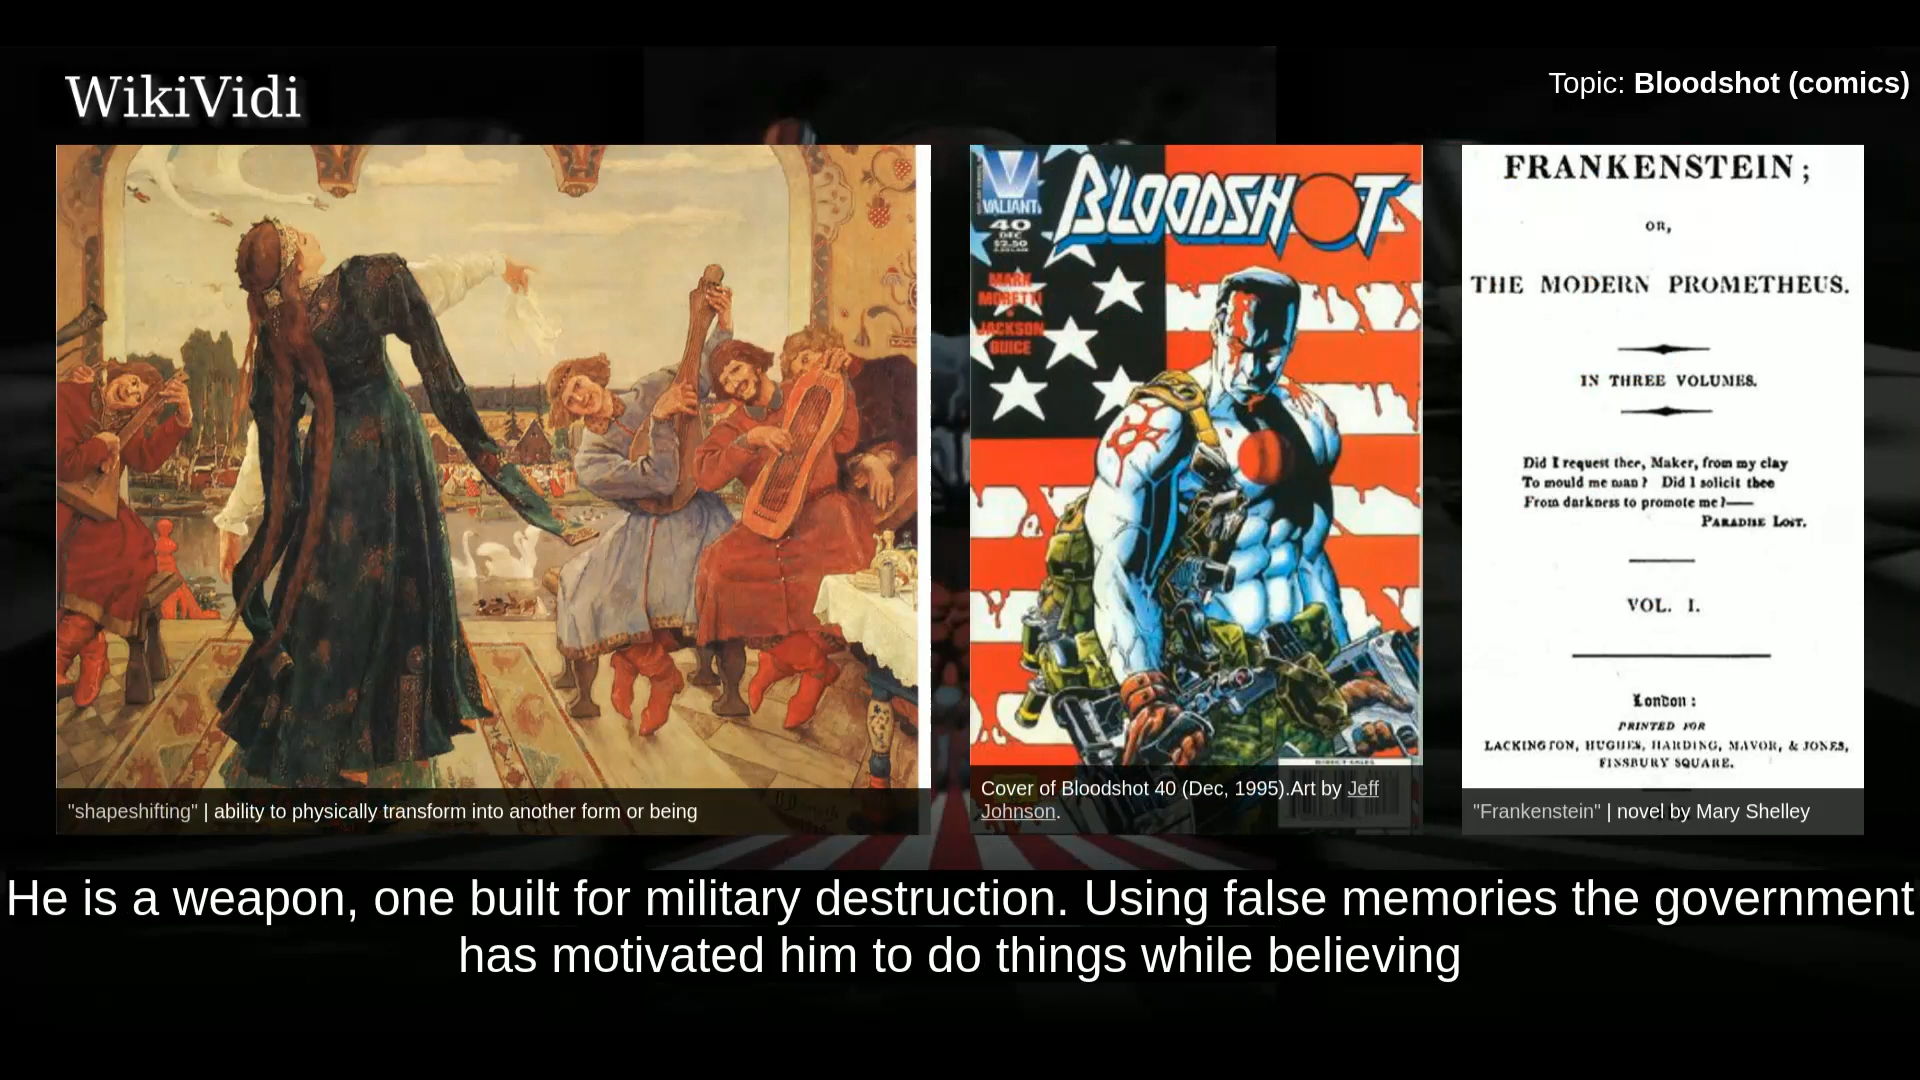 WikiVidi
Topic: Bloodshot (comics)
VALIANT
40
DEC
$2.50
BLOODSHOT
MARK
MORETTI
JACKSON
GUICE
FRANKENSTEIN;
OR,
THE MODERN PROMETHEUS.
IN THREE VOLUMES.
Did I request thee, Maker, from my clay
To mould me man? Did I solicit thee
From darkness to promote me?—
PARADISE LOST.
VOL. I.
London:
PRINTED FOR
LACKINGTON, HUGHES, HARDING, MAVOR, & JONES,
FINSBURY SQUARE.
"shapeshifting" | ability to physically transform into another form or being
Cover of Bloodshot 40 (Dec, 1995).Art by Jeff
Johnson.
"Frankenstein" | novel by Mary Shelley
He is a weapon, one built for military destruction. Using false memories the government
has motivated him to do things while believing